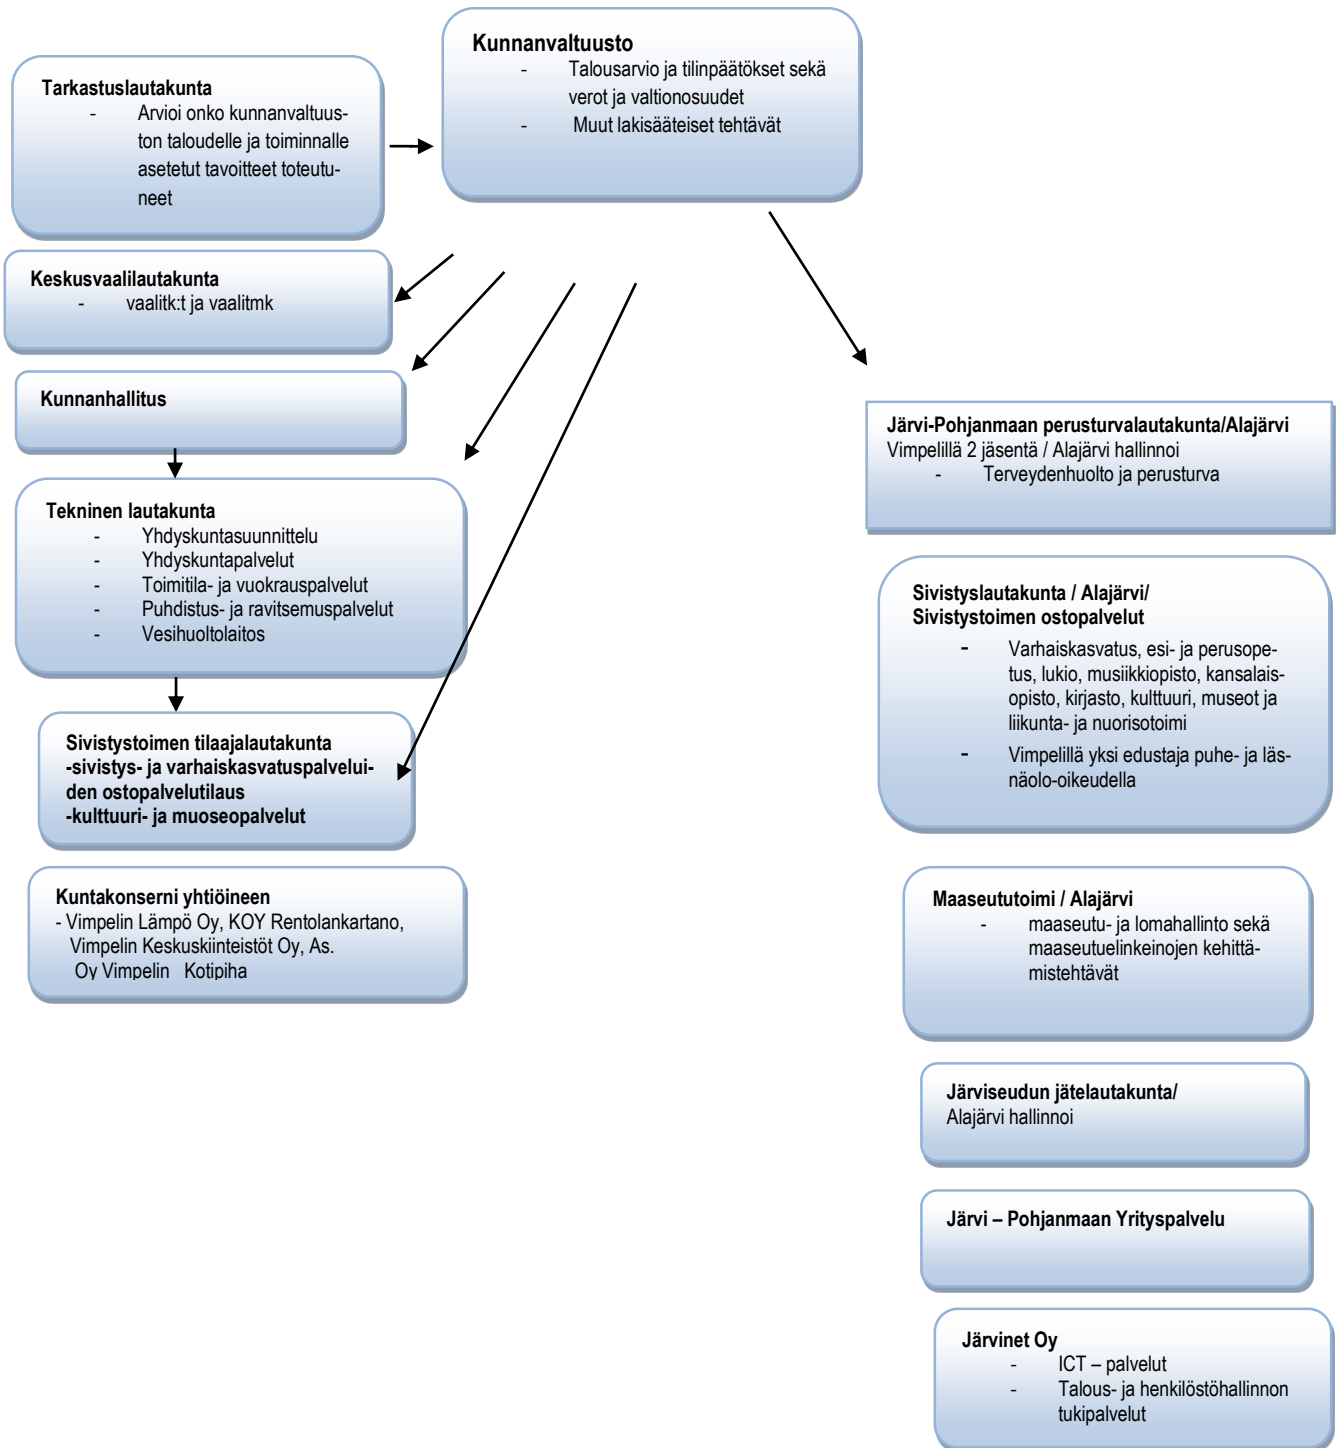 Kunnanvaltuusto
- Talousarvio ja tilinpäätökset sekä
verot ja valtionosuudet
- Muut lakisääteiset tehtävät
Tarkastuslautakunta
- Arvioi onko kunnanvaltuus-
ton taloudelle ja toiminnalle
asetetut tavoitteet toteutu-
neet
Keskusvaalilautakunta
- vaalitk:t ja vaalitmk
Kunnanhallitus
Tekninen lautakunta
- Yhdyskuntasuunnittelu
- Yhdyskuntapalvelut
- Toimitila- ja vuokrauspalvelut
- Puhdistus- ja ravitsemuspalvelut
- Vesihuoltolaitos
Sivistystoimen tilaajalautakunta
-sivistys- ja varhaiskasvatuspalvelui-
den ostopalvelutilaus
-kulttuuri- ja muoseopalvelut
Kuntakonserni yhtiöineen
- Vimpelin Lämpö Oy, KOY Rentolankartano,
Vimpelin Keskuskiinteistöt Oy, As.
Oy Vimpelin Kotipiha
Järvi-Pohjanmaan perusturvalautakunta/Alajärvi
Vimpelillä 2 jäsentä / Alajärvi hallinnoi
- Terveydenhuolto ja perusturva
Sivistyslautakunta / Alajärvi/
Sivistystoimen ostopalvelut
- Varhaiskasvatus, esi- ja perusope-
tus, lukio, musiikkiopisto, kansalais-
opisto, kirjasto, kulttuuri, museot ja
liikunta- ja nuorisotoimi
- Vimpelillä yksi edustaja puhe- ja läs-
näolo-oikeudella
Maaseututoimi / Alajärvi
- maaseutu- ja lomahallinto sekä
maaseutuelinkeinojen kehittä-
mistehtävät
Järviseudun jätelautakunta/
Alajärvi hallinnoi
Järvi – Pohjanmaan Yrityspalvelu
Järvinet Oy
- ICT – palvelut
- Talous- ja henkilöstöhallinnon
tukipalvelut